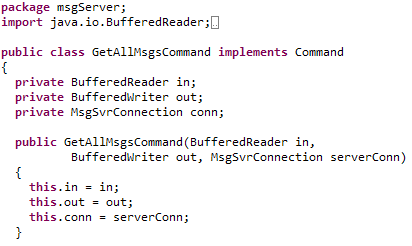 package msgServer;
import java.io.BufferedReader;

public class GetAllMsgsCommand implements Command
{
  private BufferedReader in;
  private BufferedWriter out;
  private MsgSvrConnection conn;

  public GetAllMsgsCommand(BufferedReader in,
        BufferedWriter out, MsgSvrConnection serverConn)
  {
    this.in = in;
    this.out = out;
    this.conn = serverConn;
  }